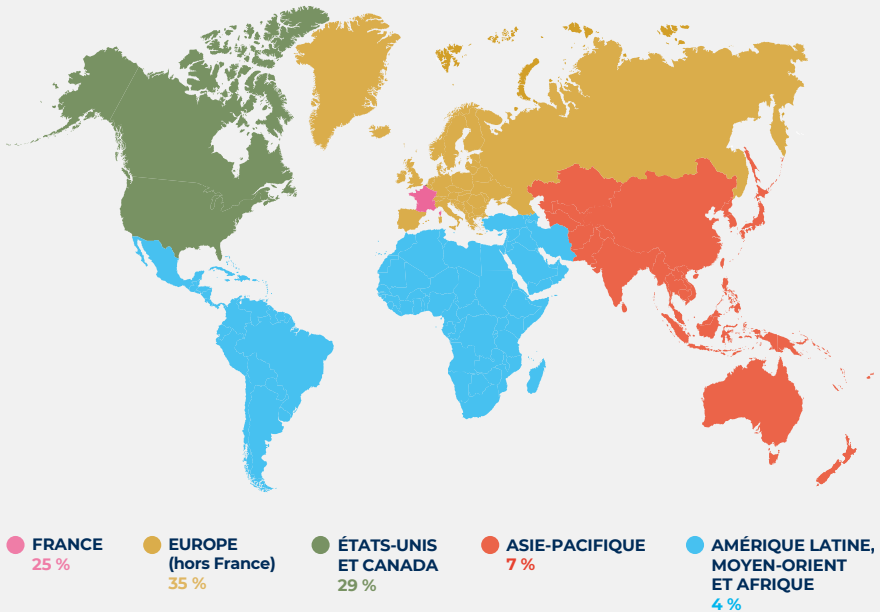 FRANCE
25 %
EUROPE
(hors France)
35 %
ÉTATS-UNIS
ET CANADA
29 %
ASIE-PACIFIQUE
7 %
AMÉRIQUE LATINE,
MOYEN-ORIENT
ET AFRIQUE
4 %